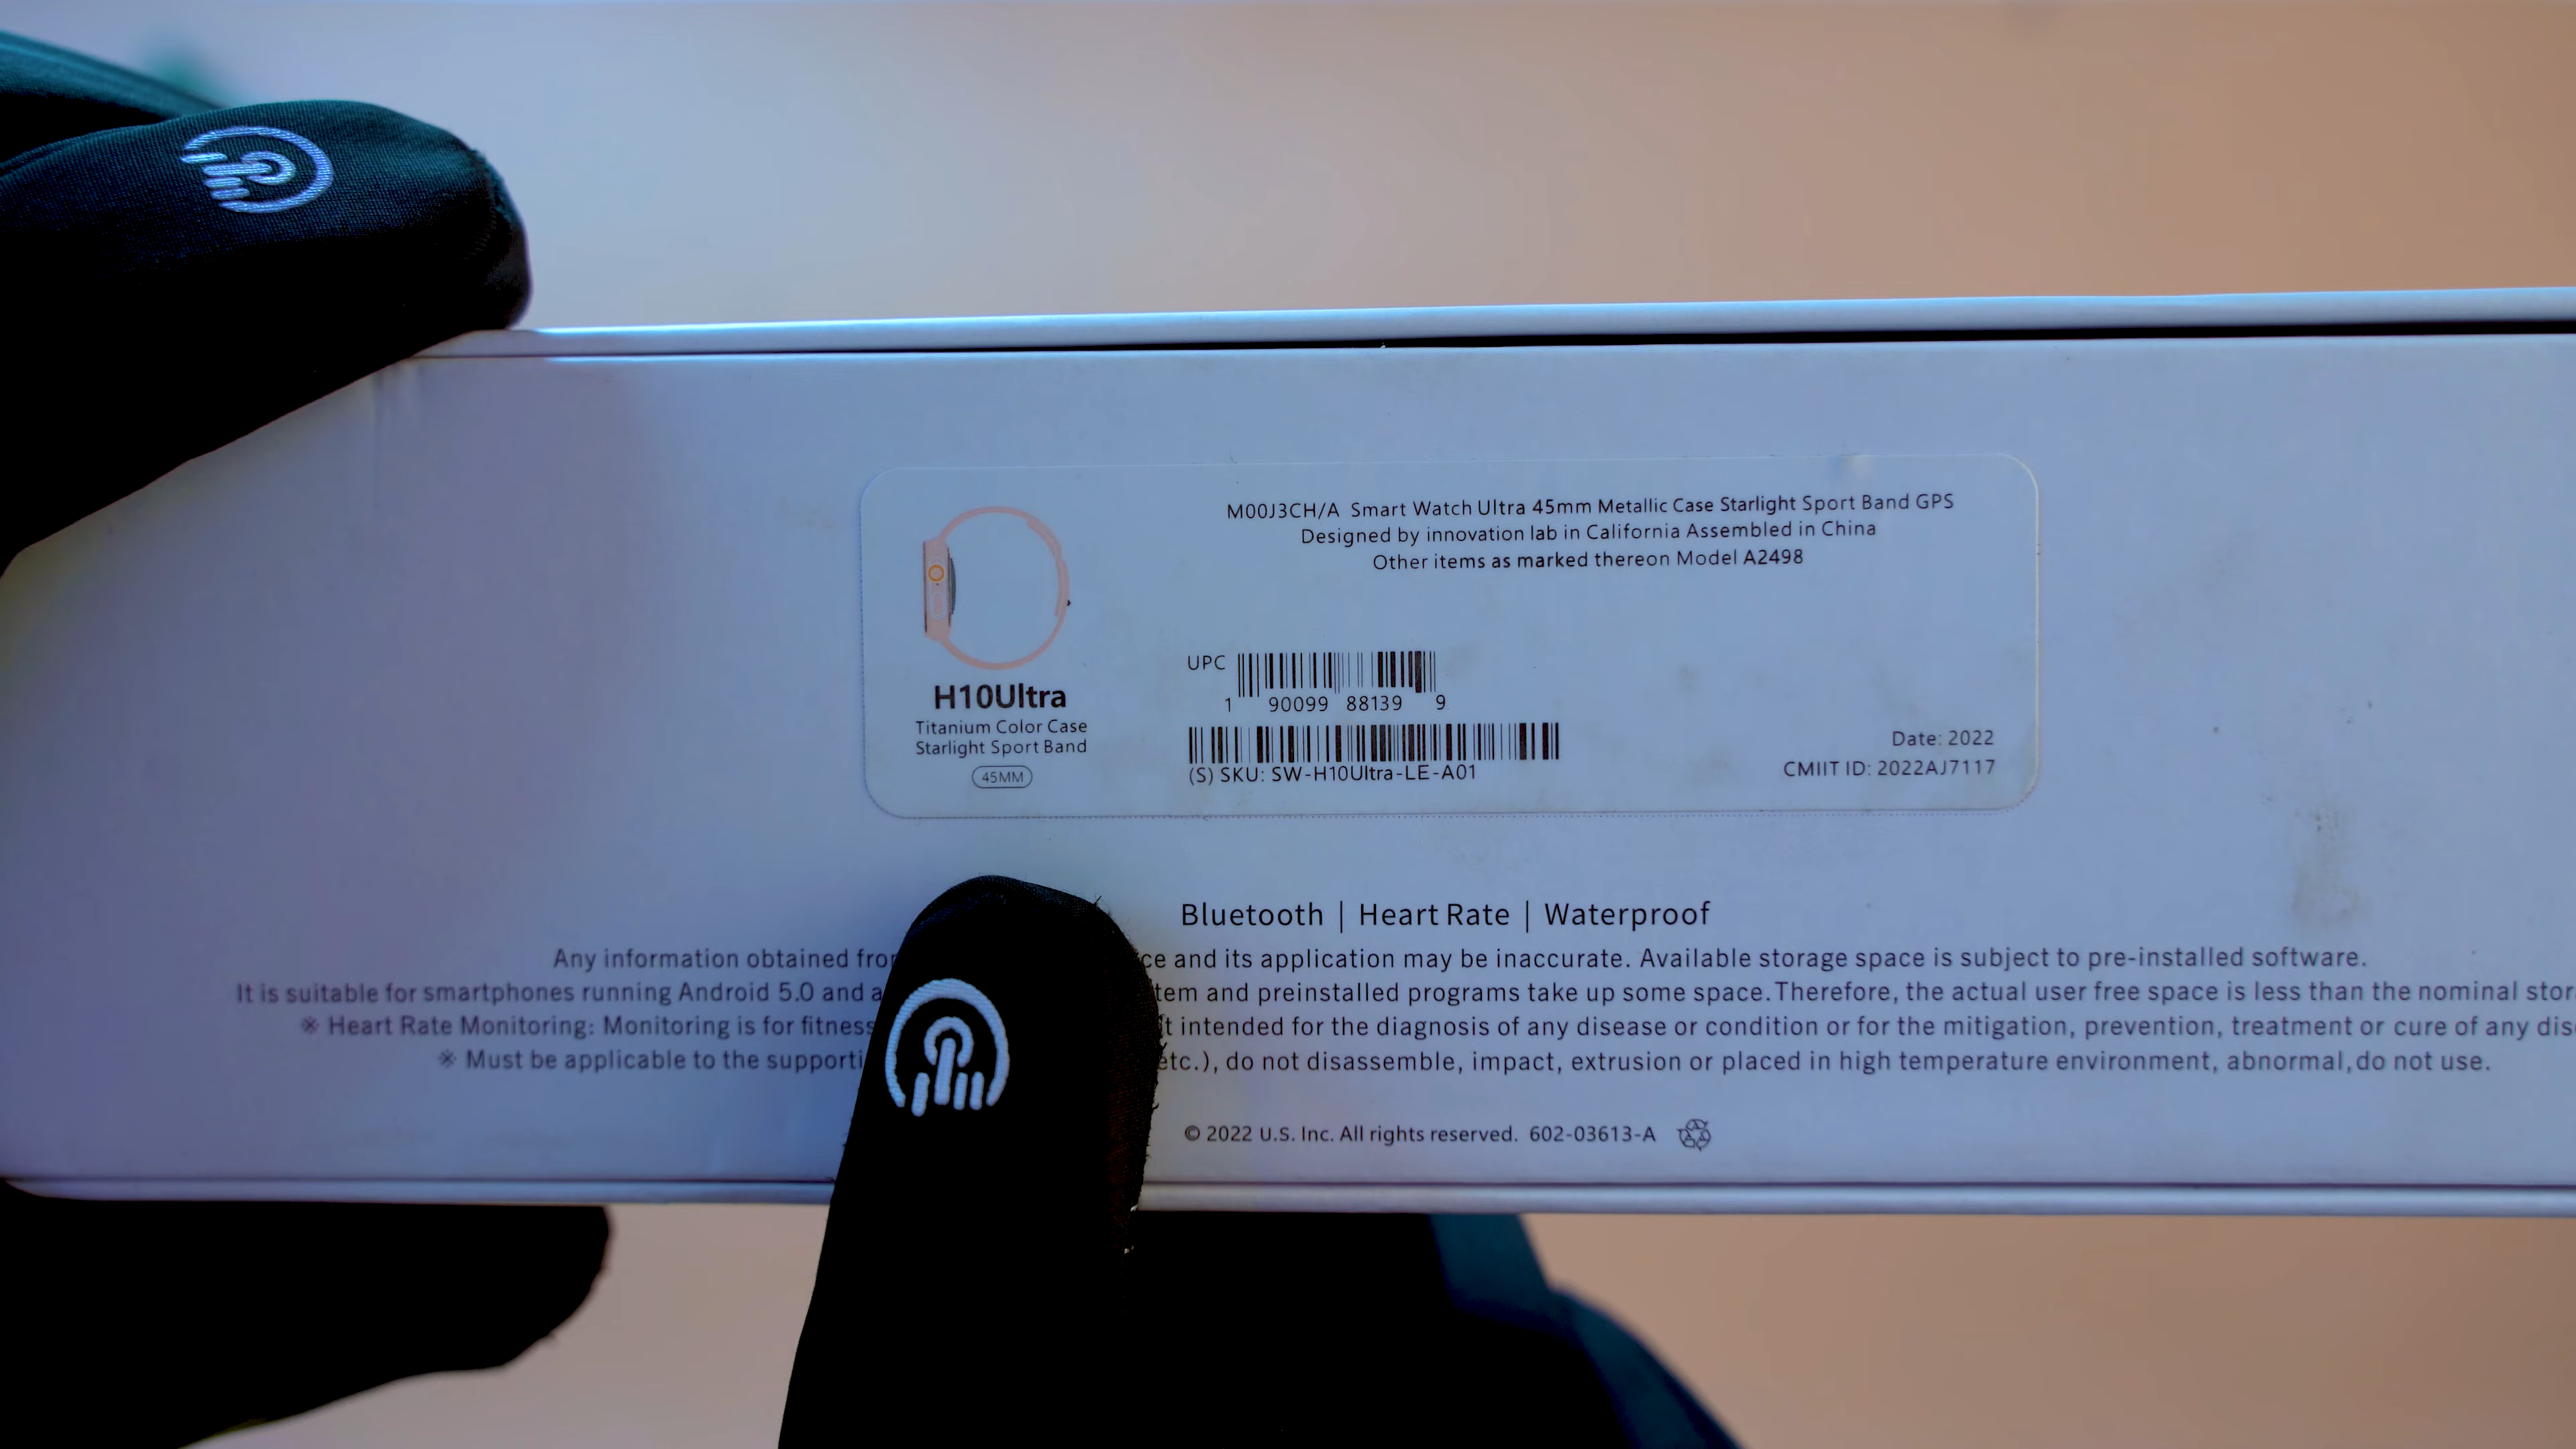 M00J3CH/A Smart Watch Ultra 45mm Metallic Case Starlight Sport Band GPS
Designed by innovation lab in California Assembled in China
Other items as marked thereon Model A2498
H10Ultra
Titanium Color Case
Starlight Sport Band
45MM
UPC
1 90099 88139 9
(S) SKU: SW-H10Ultra-LE-A01
Date: 2022
CMIIT ID: 2022AJ7117
Bluetooth | Heart Rate | Waterproof
Any information obtained and its application may be inaccurate. Available storage space is subject to pre-installed software.
It is suitable for smartphones running Android 5.0 and and preinstalled programs take up some space.Therefore, the actual user free space is less than the nominal
※ Heart Rate Monitoring: Monitoring is for fitness intended for the diagnosis of any disease or condition or for the mitigation, prevention, treatment or cure of any
※ Must be applicable to the etc.), do not disassemble, impact, extrusion or placed in high temperature environment, abnormal,do not use.
© 2022 U.S. Inc. All rights reserved. 602-03613-A